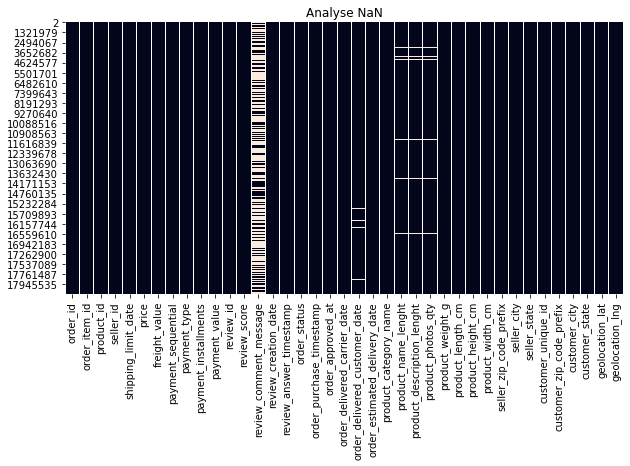 Analyse NaN
2
1321979
2494067
3652682
4624577
5501701
6482610
7399643
8191293
9270640
10088516
10908563
11616839
12339678
13063690
13632430
14171153
14760135
15232284
15709893
16157744
16559610
16942183
17262900
17537089
17761487
17945535
order_id
order_item_id
product_id
seller_id
shipping_limit_date
price
freight_value
payment_sequential
payment_type
payment_installments
payment_value
review_id
review_score
review_comment_message
review_creation_date
review_answer_timestamp
order_status
order_purchase_timestamp
order_approved_at
order_delivered_carrier_date
order_delivered_customer_date
order_estimated_delivery_date
product_category_name
product_name_lenght
product_description_lenght
product_photos_qty
product_weight_g
product_length_cm
product_height_cm
product_width_cm
seller_zip_code_prefix
seller_city
seller_state
customer_unique_id
customer_zip_code_prefix
customer_city
customer_state
geolocation_lat
geolocation_lng